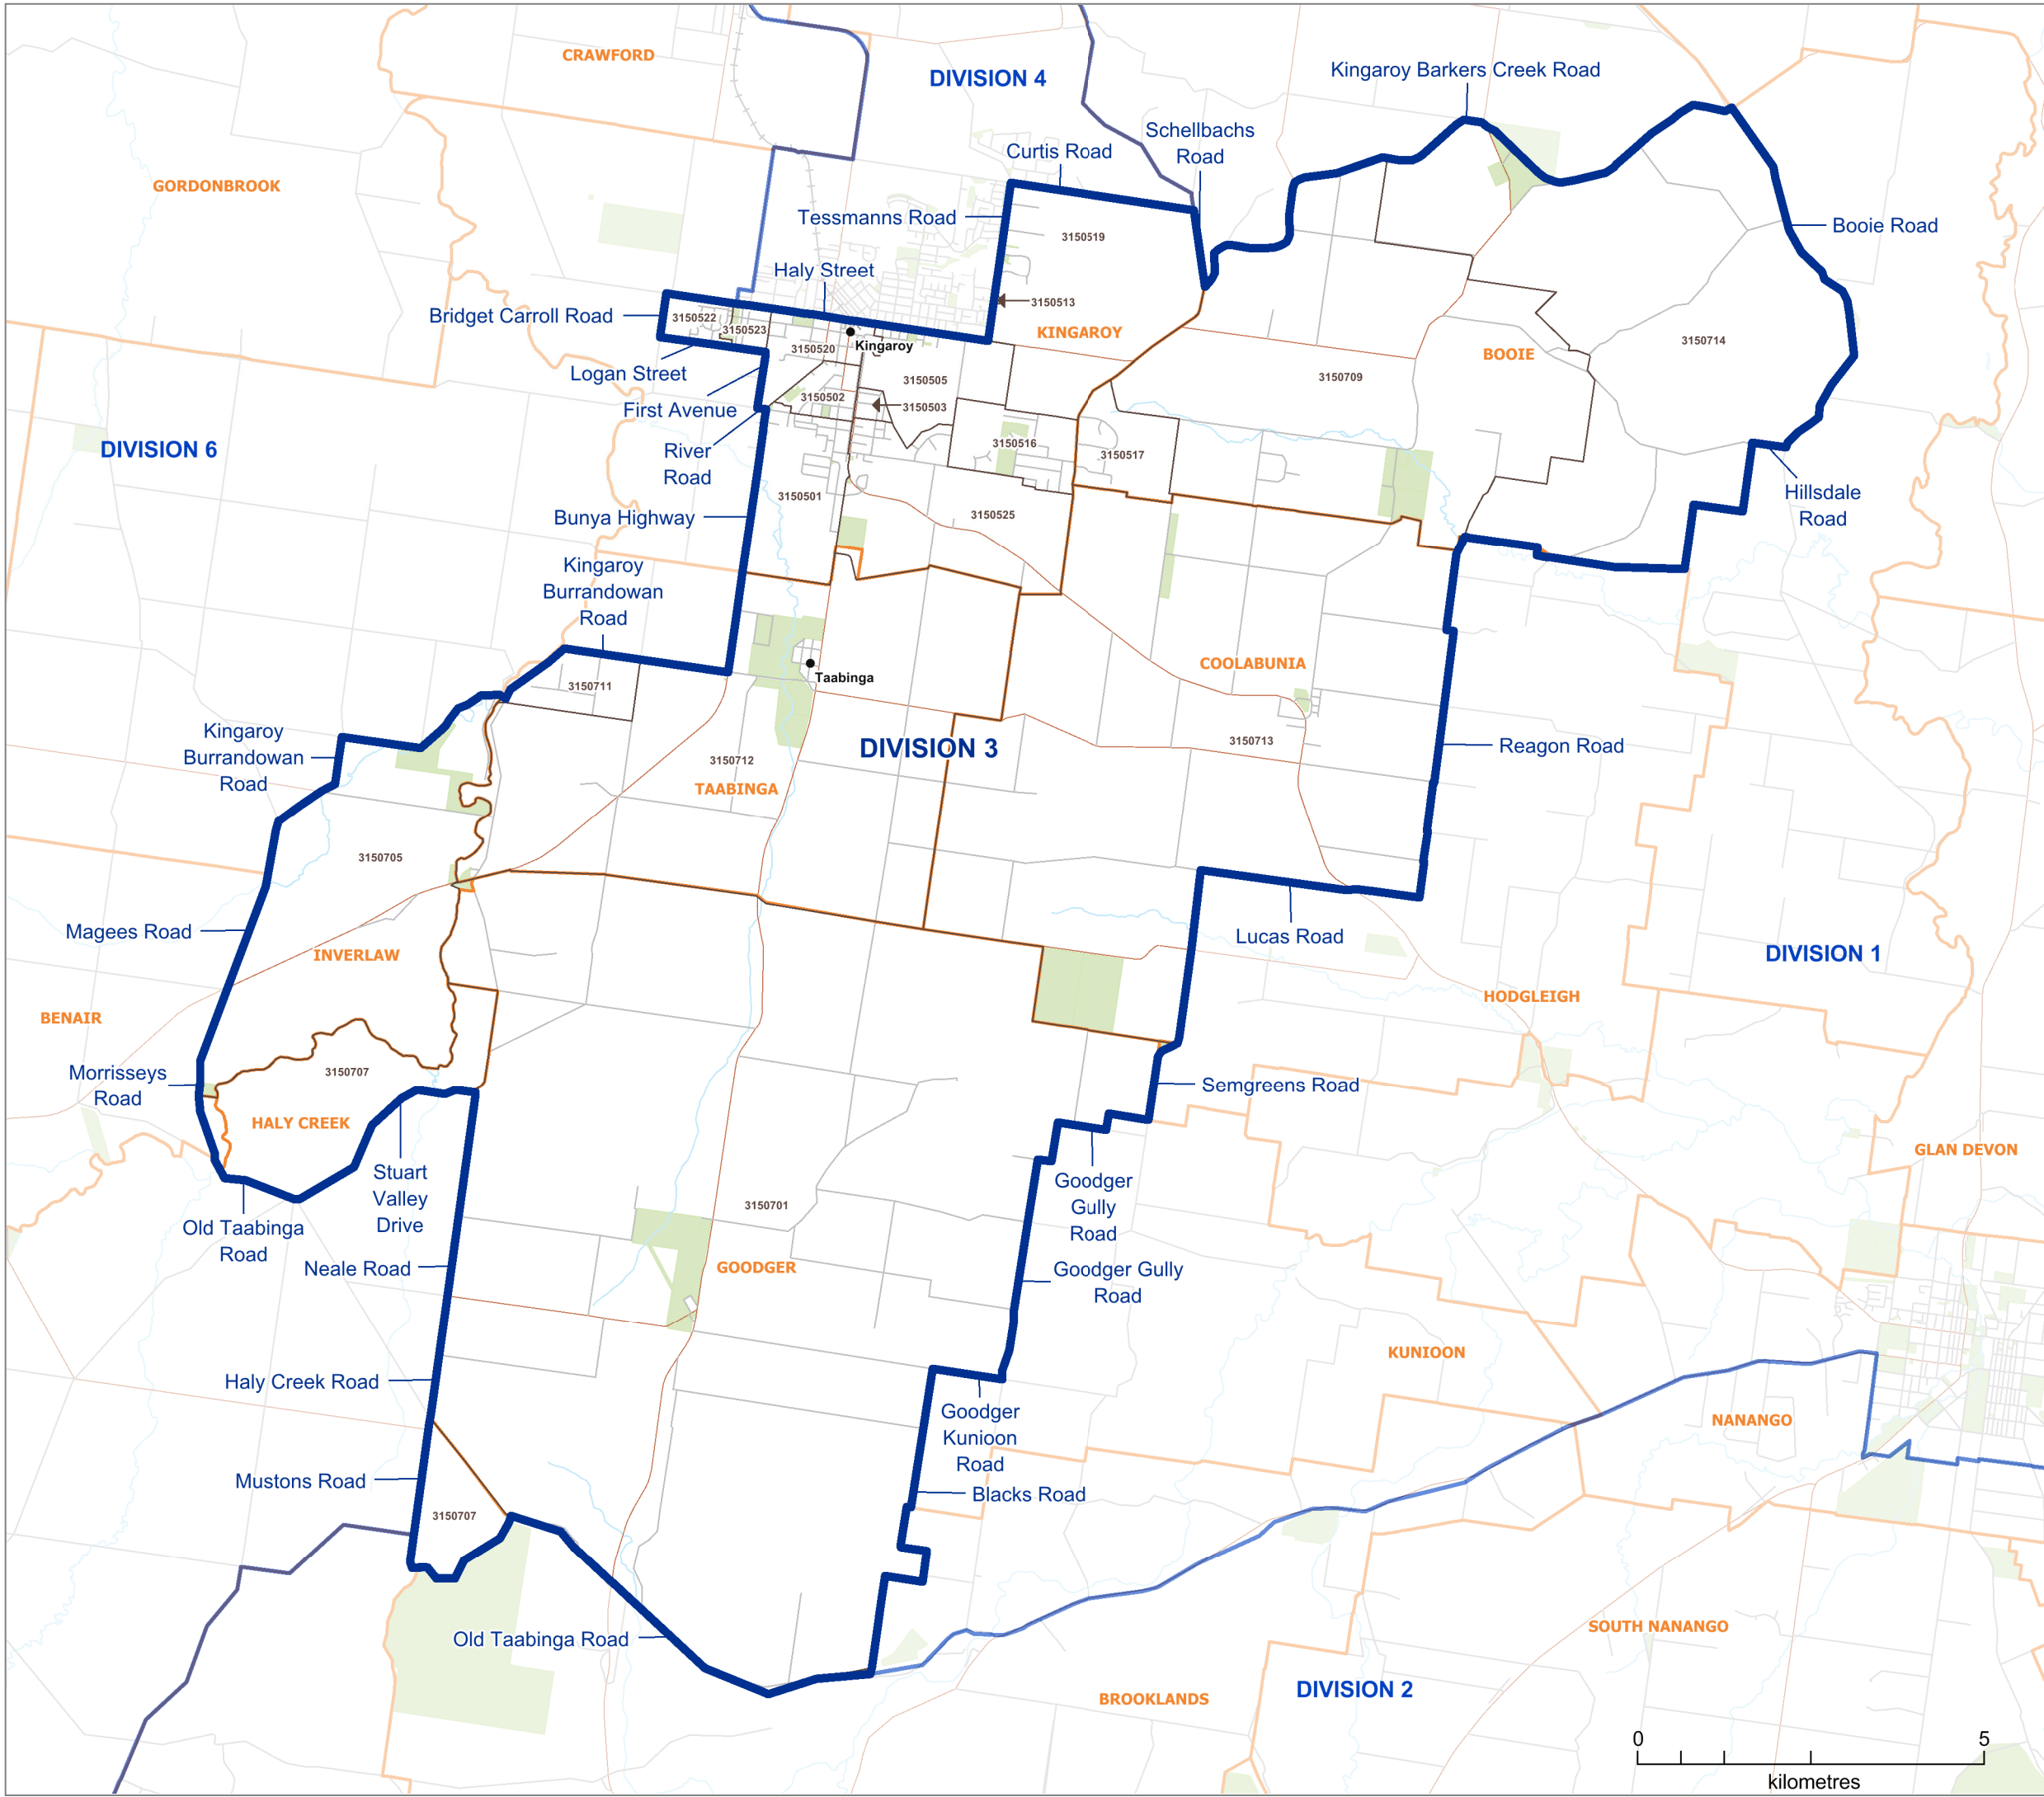 CRAWFORD
DIVISION 4
Kingaroy Barkers Creek Road
Schellbachs
Road
Curtis Road
GORDONBROOK
Tessmanns Road
3150519
Booie Road
Haly Street
3150513
Bridget Carroll Road
3150522
3150523
KINGAROY
3150520
Kingaroy
3150714
BOOIE
Logan Street
3150505
3150709
First Avenue
3150502
3150503
DIVISION 6
River
Road
3150516
3150517
Hillsdale
Road
3150501
Bunya Highway
3150525
Kingaroy
Burrandowan
Road
COOLABUNIA
Taabinga
3150711
Kingaroy
Burrandowan
Road
DIVISION 3
3150713
Reagon Road
3150712
TAABINGA
3150705
Magees Road
Lucas Road
INVERLAW
DIVISION 1
HODGLEIGH
BENAIR
Morrisseys
Road
3150707
Semgreens Road
HALY CREEK
GLAN DEVON
Stuart
Valley
Drive
Goodger
Gully
Road
3150701
Old Taabinga
Road
Neale Road
GOODGER
Goodger Gully
Road
KUNIOON
Haly Creek Road
Goodger
Kunioon
Road
NANANGO
Mustons Road
Blacks Road
3150707
Old Taabinga Road
SOUTH NANANGO
DIVISION 2
BROOKLANDS
0 5
kilometres